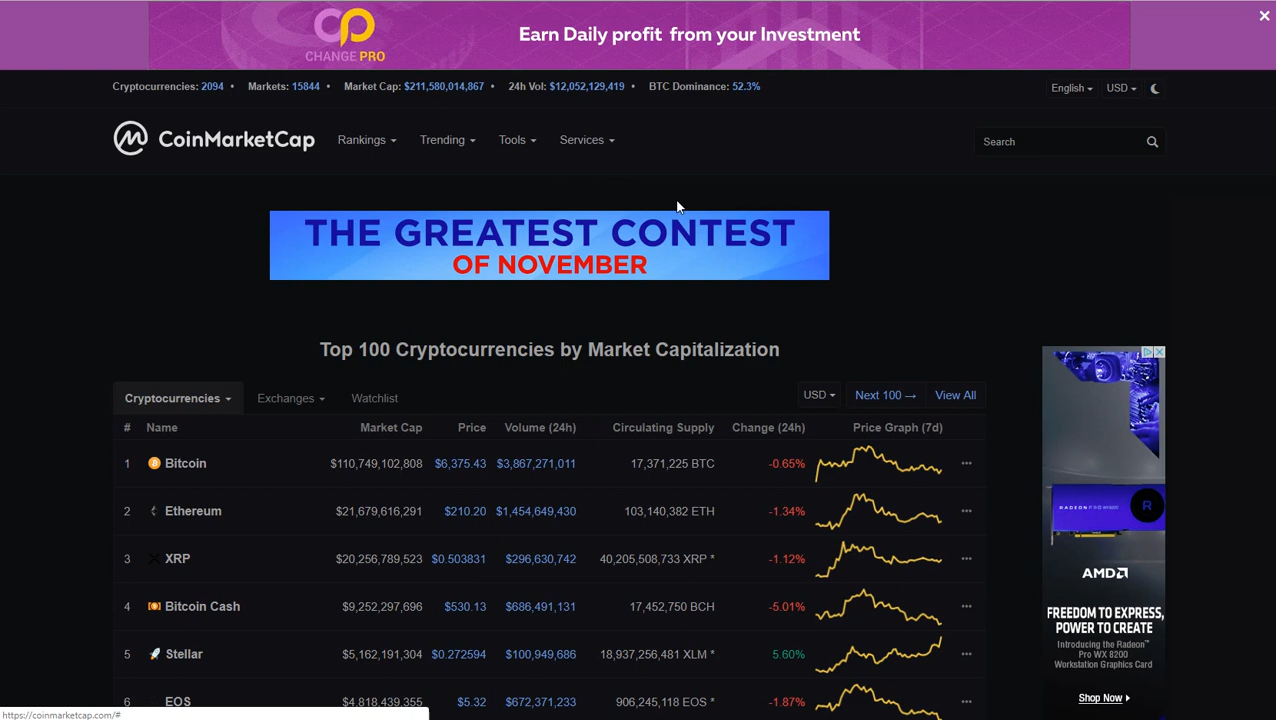 CHANGE PRO
Earn Daily profit from your Investment
Cryptocurrencies: 2094 • Markets: 15844 • Market Cap: $211,580,014,867 • 24h Vol: $12,052,129,419 • BTC Dominance: 52.3%
English USD
CoinMarketCap Rankings Trending Tools Services Search
THE GREATEST CONTEST
OF NOVEMBER
Top 100 Cryptocurrencies by Market Capitalization
Cryptocurrencies Exchanges Watchlist USD Next 100 → View All
# Name Market Cap Price Volume (24h) Circulating Supply Change (24h) Price Graph (7d)
1 Bitcoin $110,749,102,808 $6,375.43 $3,867,271,011 17,371,225 BTC -0.65%
2 Ethereum $21,679,616,291 $210.20 $1,454,649,430 103,140,382 ETH -1.34%
3 XRP $20,256,789,523 $0.503831 $296,630,742 40,205,508,733 XRP * -1.12%
4 Bitcoin Cash $9,252,297,696 $530.13 $686,491,131 17,452,750 BCH -5.01%
5 Stellar $5,162,191,304 $0.272594 $100,949,686 18,937,256,481 XLM * 5.60%
6 EOS $4,818,439,355 $5.32 $672,371,233 906,245,118 EOS * -1.87%
RADEON PRO WX 8200
R
AMD
FREEDOM TO EXPRESS,
POWER TO CREATE
Introducing the Radeon™
Pro WX 8200
Workstation Graphics Card
Shop Now
https://coinmarketcap.com/#